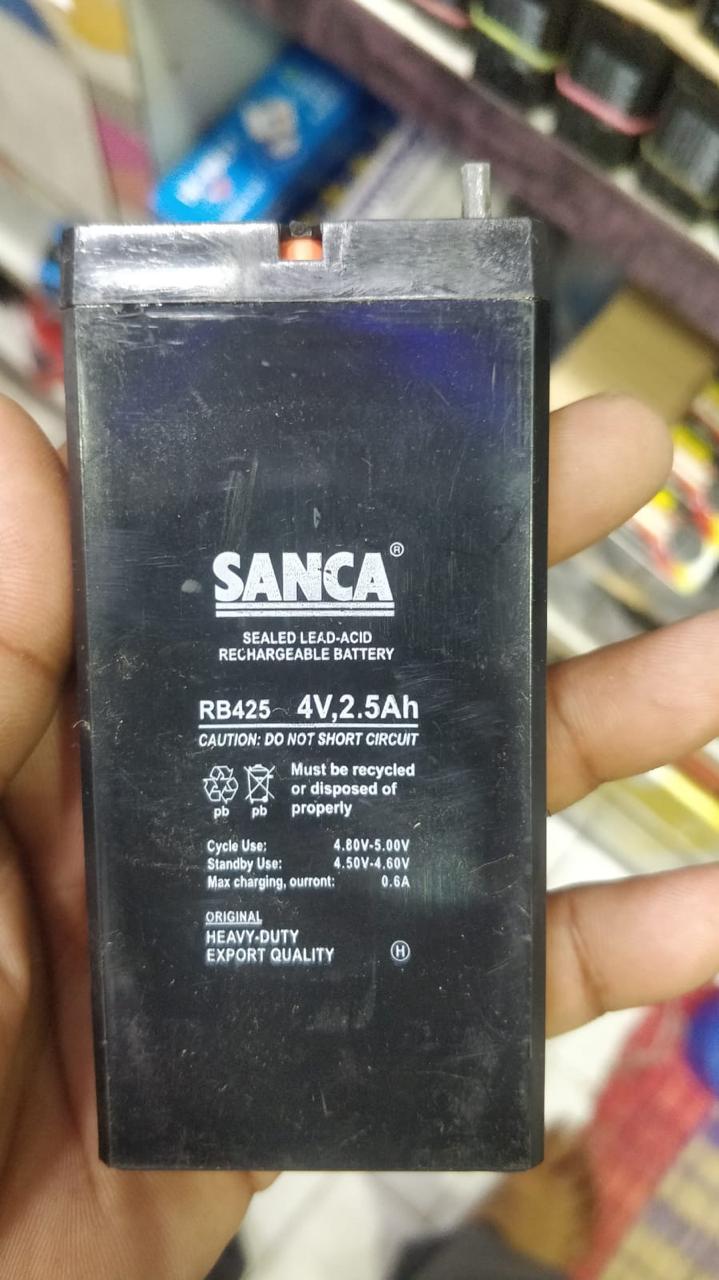 SANCA®
SEALED LEAD-ACID
RECHARGEABLE BATTERY
RB425 4V,2.5Ah
CAUTION: DO NOT SHORT CIRCUIT
Must be recycled
or disposed of
properly
pb pb
Cycle Use: 4.80V-5.00V
Standby Use: 4.50V-4.60V
Max charging, ourront: 0.6A
ORIGINAL
HEAVY-DUTY
EXPORT QUALITY
H